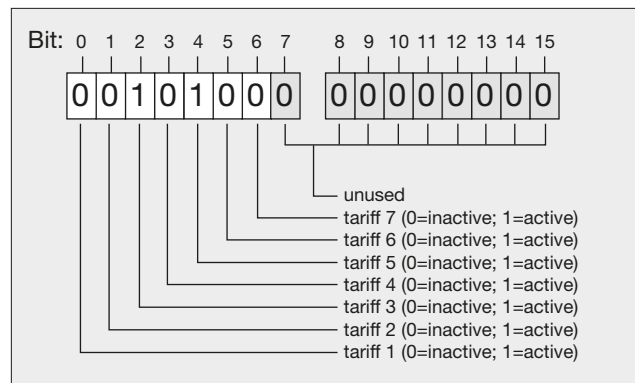 Bit: 0 1 2 3 4 5 6 7 8 9 10 11 12 13 14 15
0 0 1 0 1 0 0 0 0 0 0 0 0 0 0 0
unused
tariff 7 (0=inactive; 1=active)
tariff 6 (0=inactive; 1=active)
tariff 5 (0=inactive; 1=active)
tariff 4 (0=inactive; 1=active)
tariff 3 (0=inactive; 1=active)
tariff 2 (0=inactive; 1=active)
tariff 1 (0=inactive; 1=active)